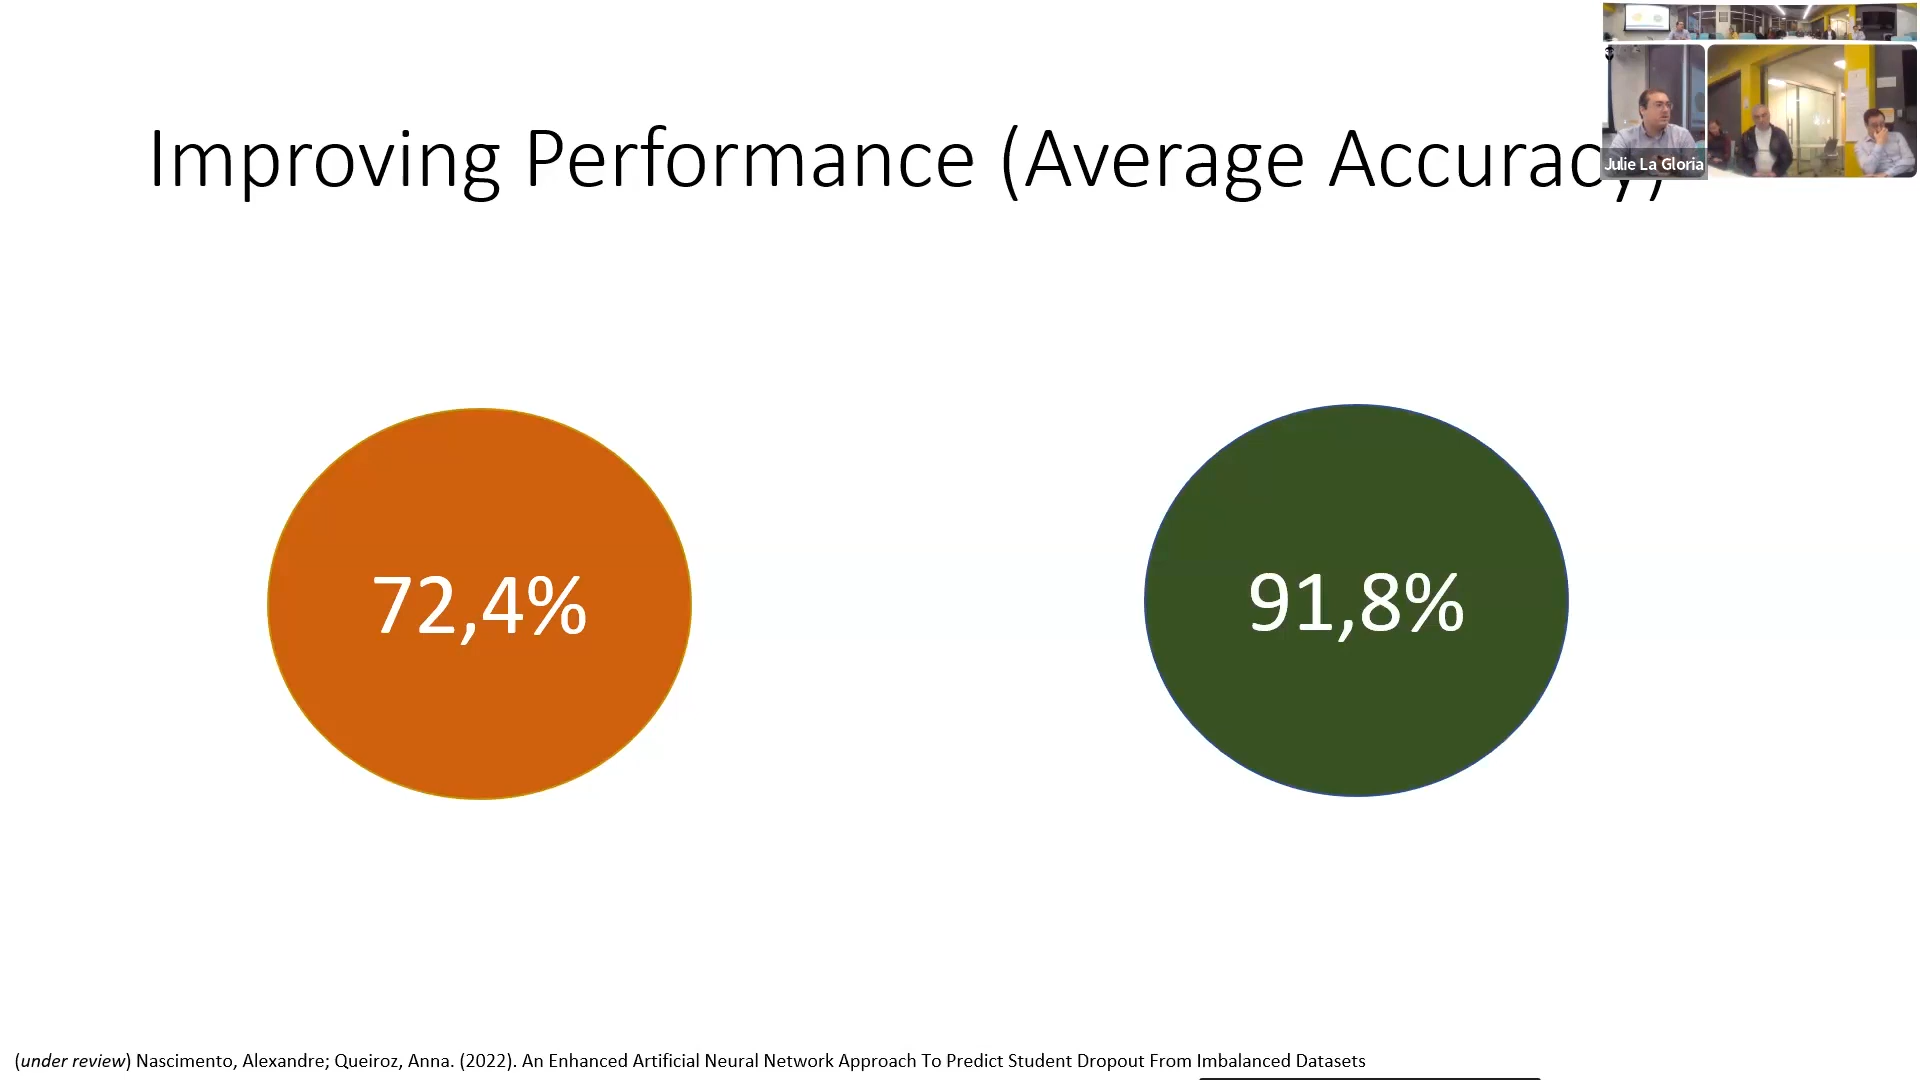 Improving Performance (Average Accuracy)
Julie La Gloria
72,4%
91,8%
(under review) Nascimento, Alexandre; Queiroz, Anna. (2022). An Enhanced Artificial Neural Network Approach To Predict Student Dropout From Imbalanced Datasets